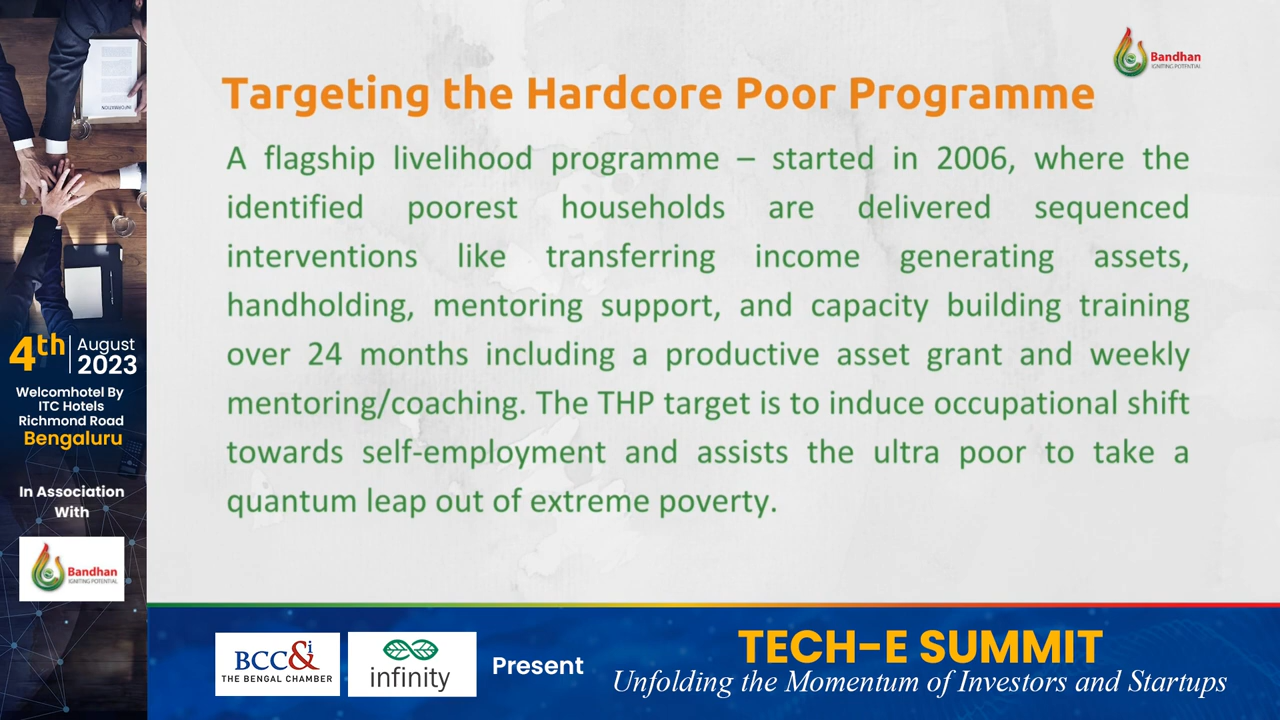 Bandhan
IGNITING POTENTIAL
Targeting the Hardcore Poor Programme
A flagship livelihood programme – started in 2006, where the
identified poorest households are delivered sequenced
interventions like transferring income generating assets,
handholding, mentoring support, and capacity building training
over 24 months including a productive asset grant and weekly
mentoring/coaching. The THP target is to induce occupational shift
towards self-employment and assists the ultra poor to take a
quantum leap out of extreme poverty.
INFORMATION
4th August
2023
Welcomhotel By
ITC Hotels
Richmond Road
Bengaluru
In Association
With
Bandhan
IGNITING POTENTIAL
BCC&i
THE BENGAL CHAMBER
infinity
Present
TECH-E SUMMIT
Unfolding the Momentum of Investors and Startups